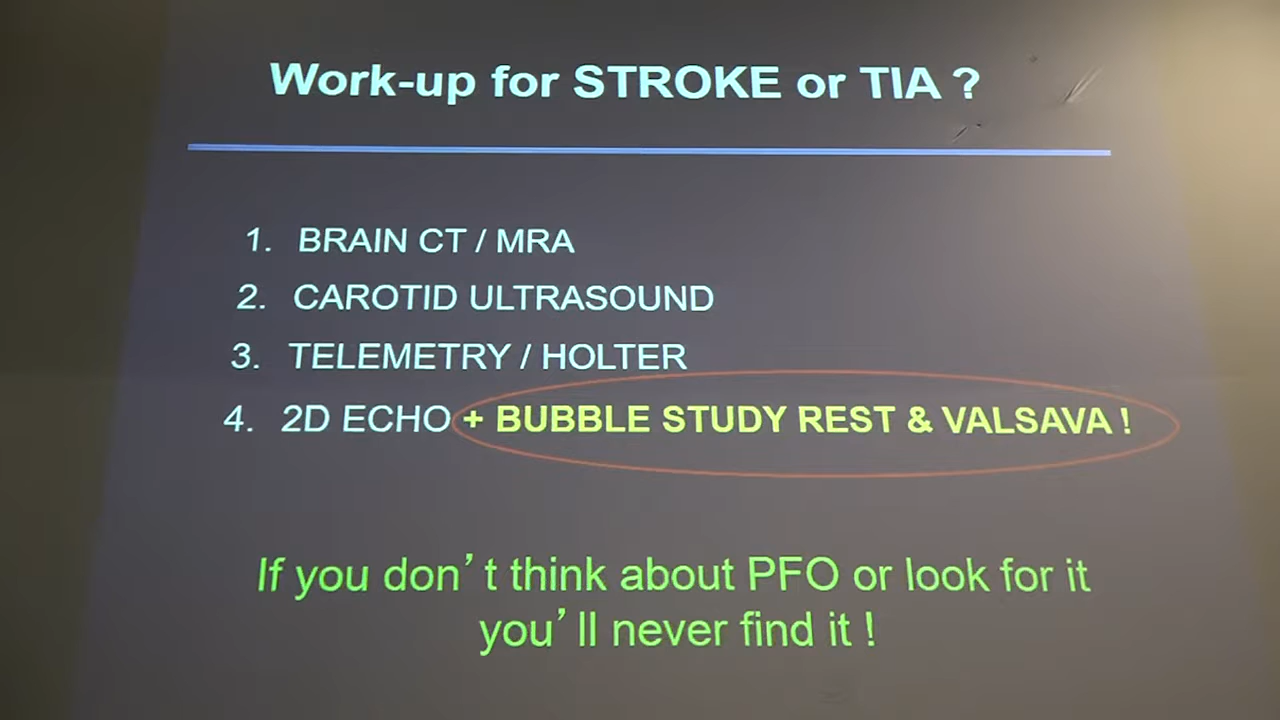 Work-up for STROKE or TIA ?
1. BRAIN CT / MRA
2. CAROTID ULTRASOUND
3. TELEMETRY / HOLTER
4. 2D ECHO + BUBBLE STUDY REST & VALSAVA !
If you don't think about PFO or look for it
you'll never find it !